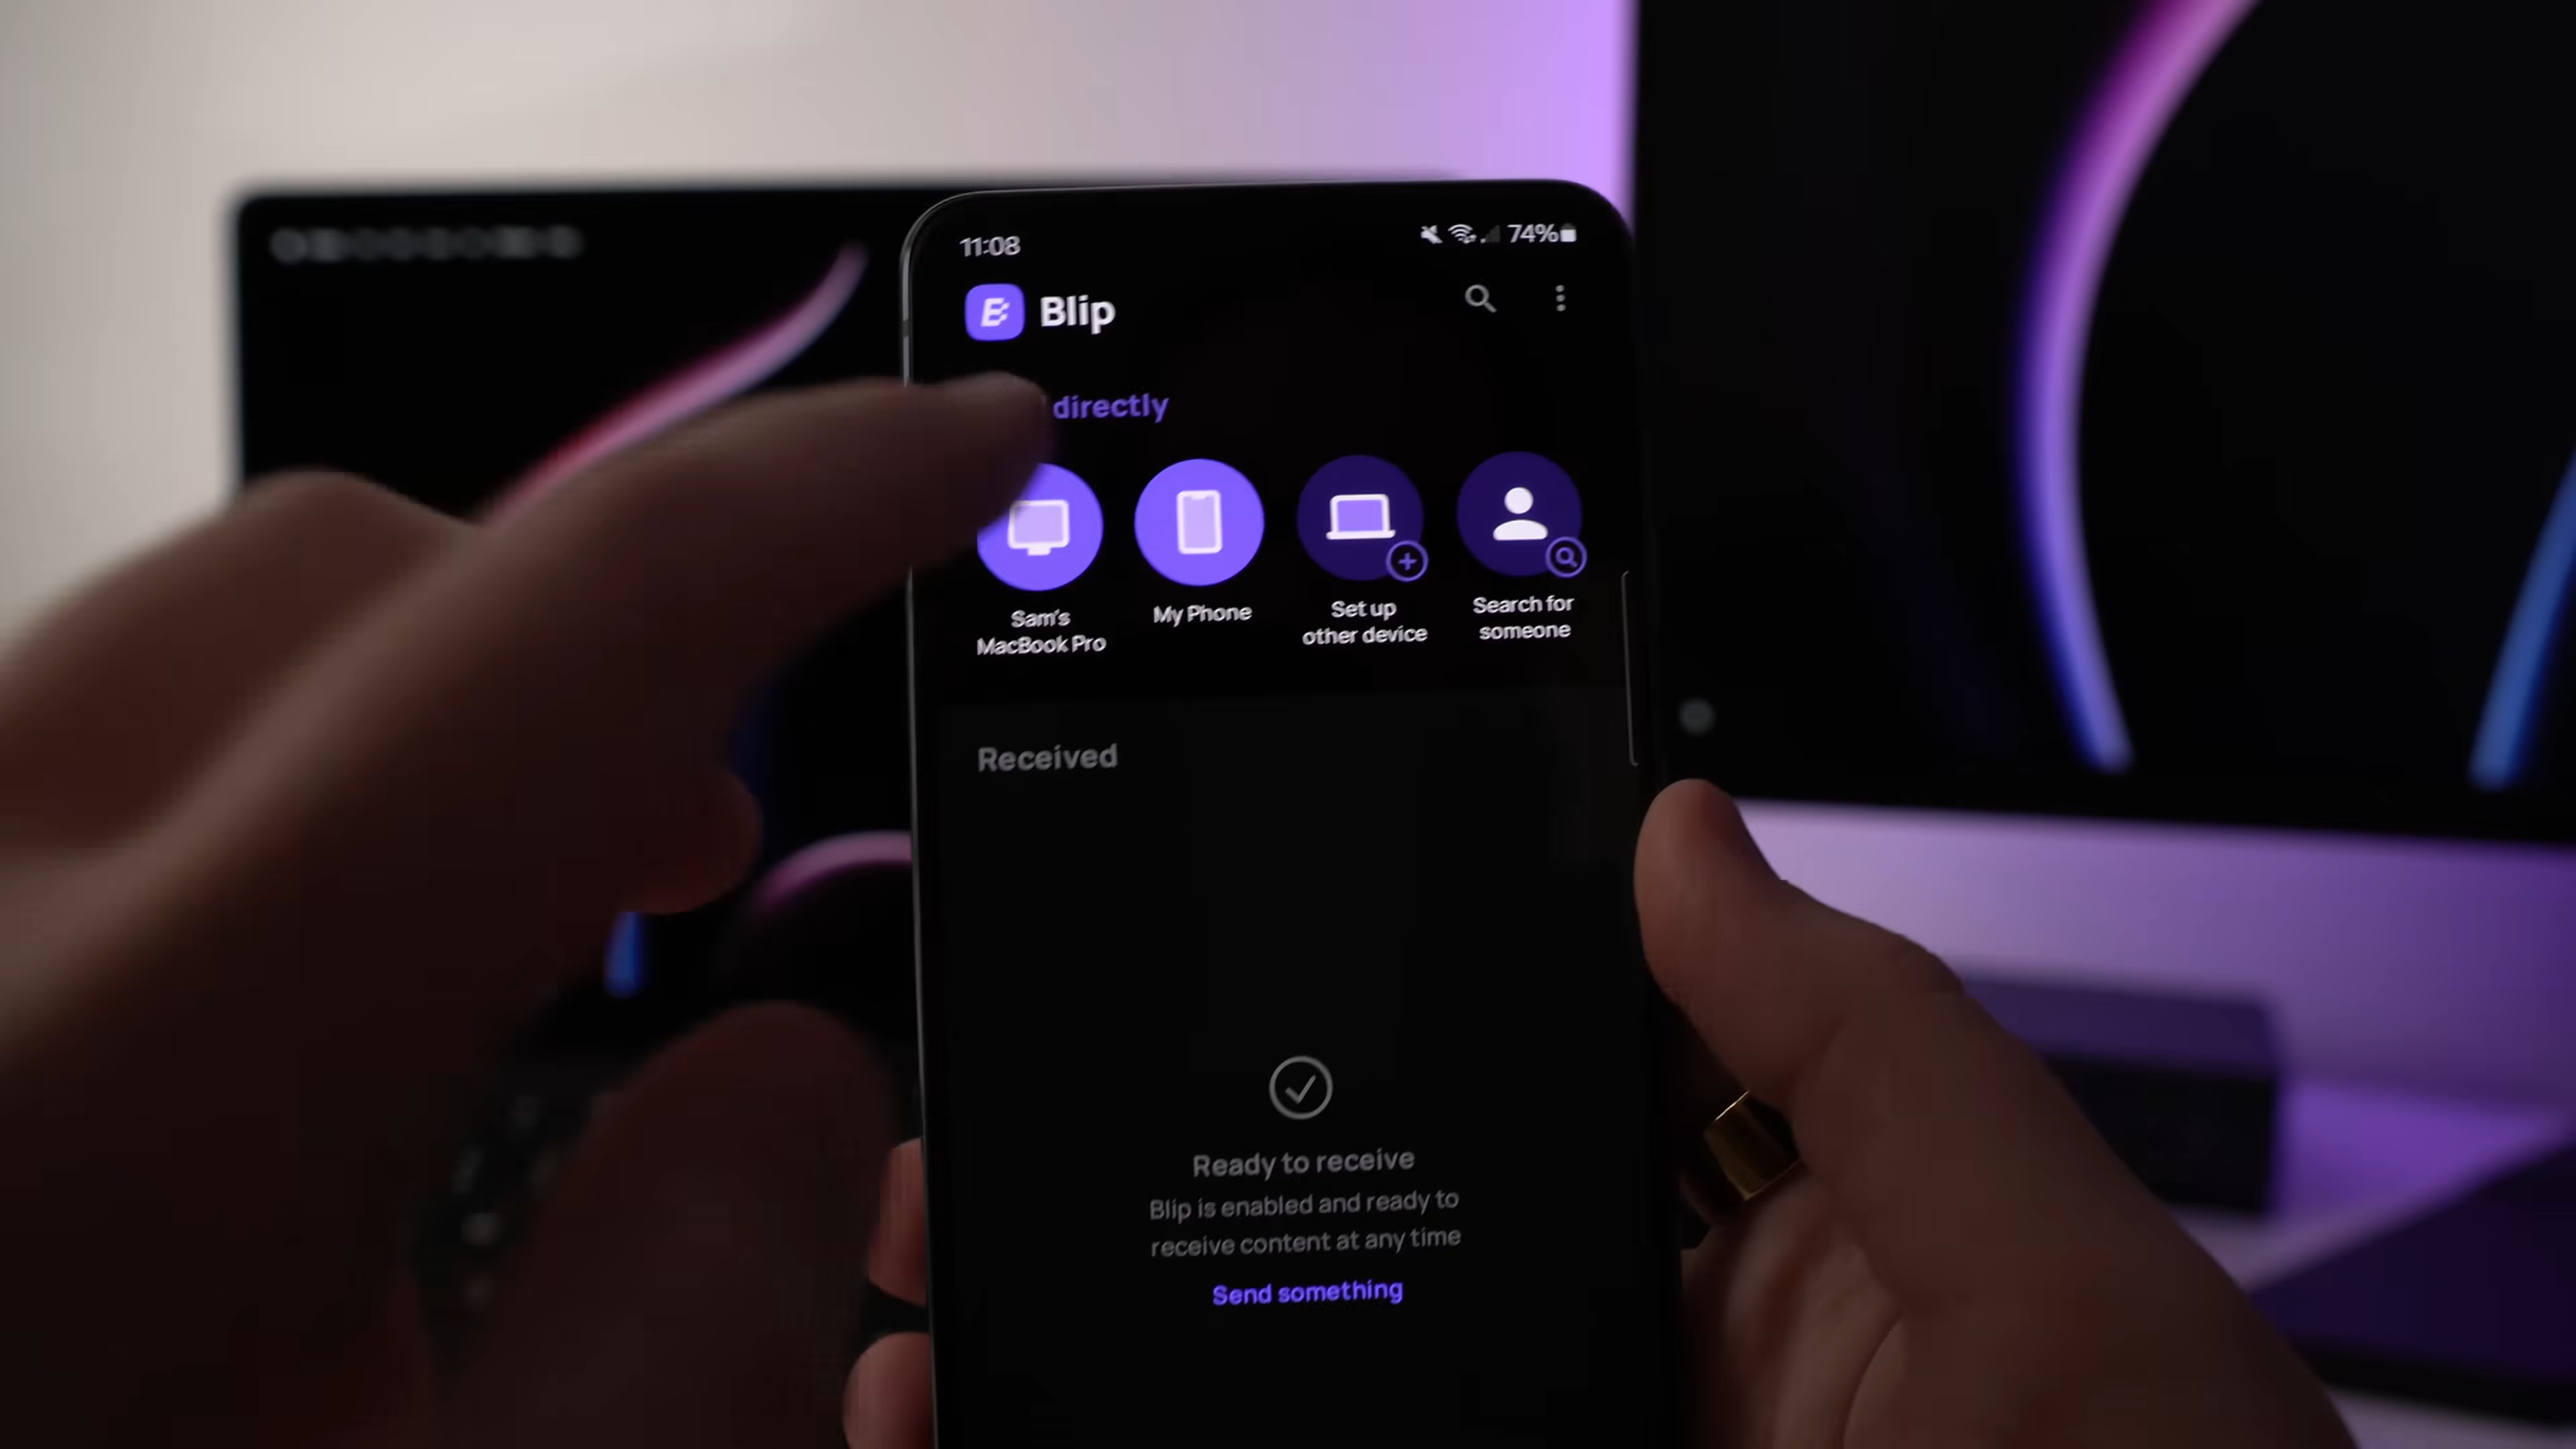 11:08
74%
Blip
directly
Sam's
MacBook Pro
My Phone
Set up
other device
Search for
someone
Received
Ready to receive
Blip is enabled and ready to
receive content at any time
Send something